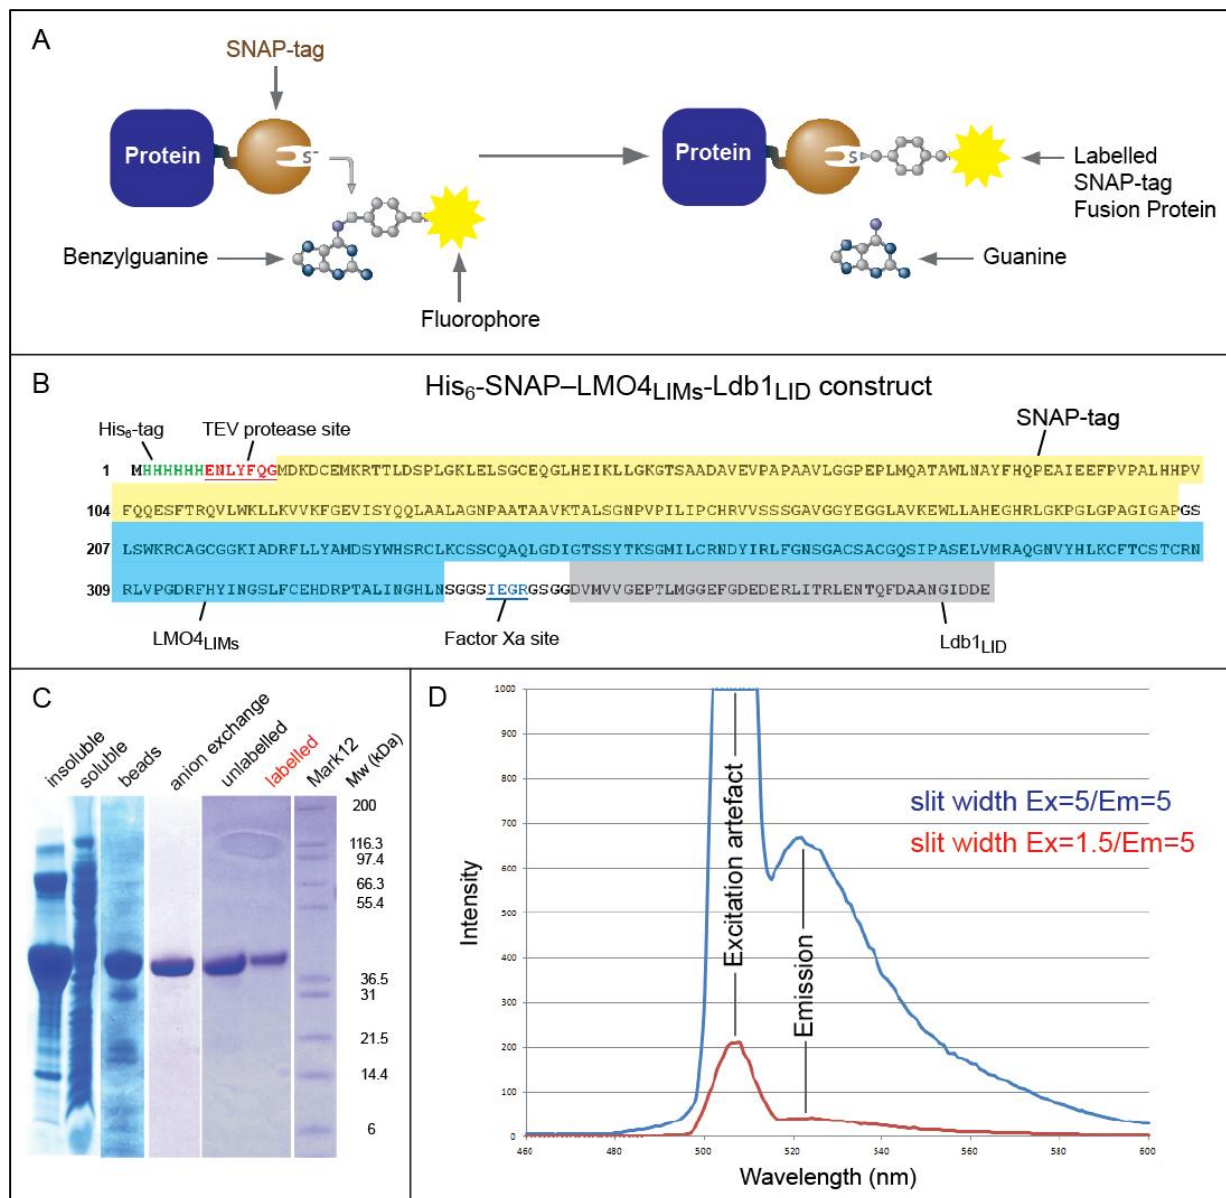 A
SNAP-tag
Protein
S⁻
Benzylguanine
Fluorophore
Protein
S
Labelled
SNAP-tag
Fusion Protein
Guanine
B
His₆-SNAP–LMO4LIMs-Ldb1LID construct
His₆-tag
TEV protease site
SNAP-tag
1 MHHHHHHENLYFQGMDKDCEMKRTTLDSPLGKLELSGCEQGLHEIKLLGKGTSAADAVEVPAPAAVLGGPEPLMQATAWLNAYFHQPEAIEEFPVPALHHPV
104 FQQESFTRQVLWKLLKVVKFGEVISYQQLAALAGNPAATAAVKTALSGNPVPILIPCHRVVSSSGAVGGYEGGLAVKEWLLAHEGHRLGKPGLGPAGIGAPGS
207 LSWKRCAGCGGKIADRFLLYAMDSYWHSRCLKCSSCQAQLGDIGTSSYTKSGMILCRNDYIRLFGNSGACSACGQSIPASELVMRAQGNVYHLKCFTCSTCRN
309 RLVPGDRFHYINGSLFCEHDRPTALINGHLNSGGSIEGRGSGGDVMVVGEPTLMGGEFGDEDERLITRLENTQFDAANGIDDE
LMO4LIMs
Factor Xa site
Ldb1LID
C
insoluble
soluble
beads
anion exchange
unlabelled
labelled
Mark12
Mw (kDa)
200
116.3
97.4
66.3
55.4
36.5
31
21.5
14.4
6
D
slit width Ex=5/Em=5
slit width Ex=1.5/Em=5
Excitation artefact
Emission
Intensity
1000
900
800
700
600
500
400
300
200
100
0
460
480
500
520
540
560
580
600
Wavelength (nm)